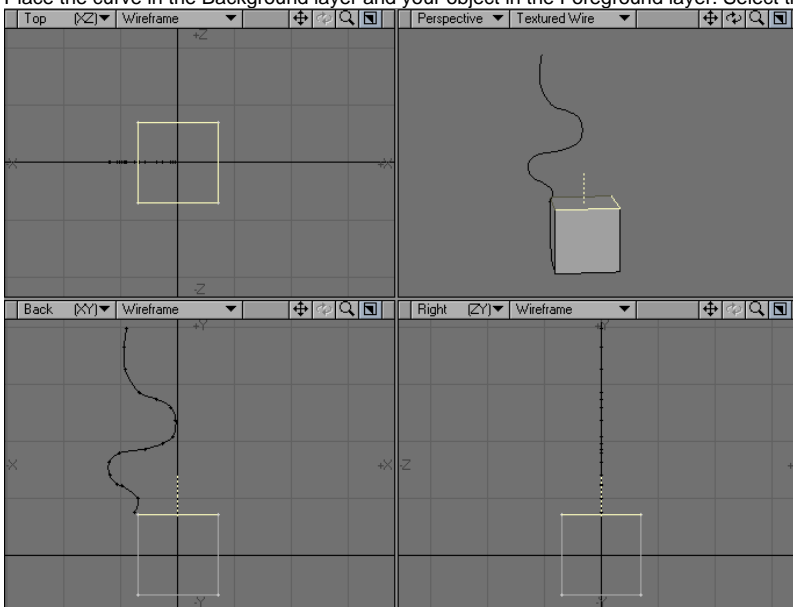 Place the curve in the Background layer and your object in the Foreground layer. Select
Top (XZ) Wireframe
Perspective Textured Wire
+Z
-X +X
-Z
Back (XY) Wireframe
Right (ZY) Wireframe
+Y +Y
-X +X -Z +
-Y -Y